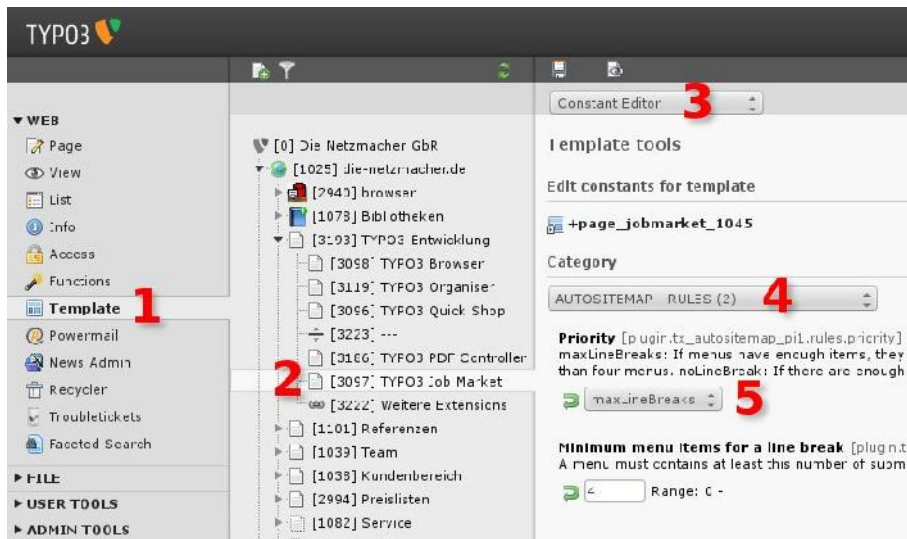 TYPO3
Constant Editor
3
WEB
Page
View
List
Info
Access
Functions
Template
1
Powermail
News Admin
Recycler
Troubletickets
Faceted Search
FILE
USER TOOLS
ADMIN TOOLS
[0] Die Netzmacher GbR
[1025] die-netzmacher.de
[2940] browser
[1078] Bibliotheken
[3193] TYPO3 Entwicklung
[3098] TYPO3 Browser
[3119] TYPO3 Organiser
[3096] TYPO3 Quick Shop
[3223] ---
[3186] TYPO3 PDF Controller
2
[3097] TYPO3 Job Market
[3222] Weitere Extensions
[1101] Referenzen
[1039] Team
[1038] Kundenbereich
[2994] Preislisten
[1082] Service
Template tools
Edit constants for template
+page_jobmarket_1045
Category
AUTOSITEMAP RULES (2)
4
Priority [plugin.tx_autositemap_pi1.rules.priority]
maxLineBreaks: If menus have enough items, they
than four menus. noLineBreak: If there are enough
maxLineBreaks
5
Minimum menu items for a line break [plugin.t
A menu must contains at least this number of subm
4
Range: 0 -